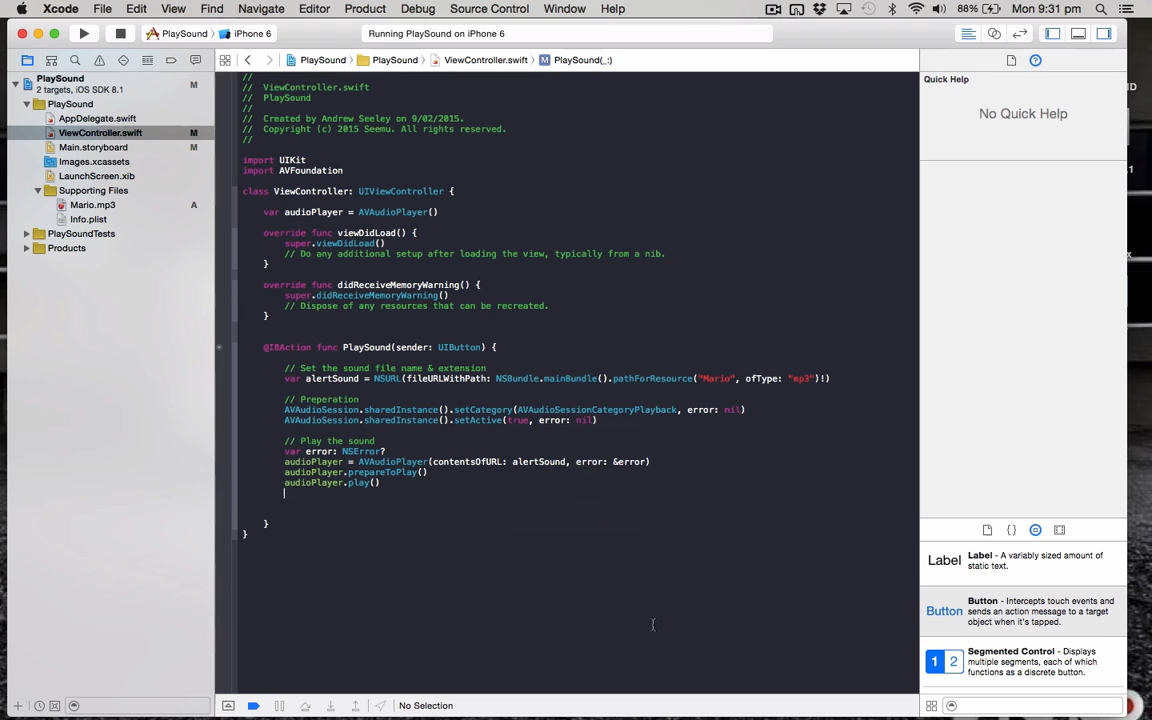 Xcode File Edit View Find Navigate Editor Product Debug Source Control Window Help 88% Mon 9:31 pm
PlaySound iPhone 6 Running PlaySound on iPhone 6
PlaySound PlaySound ViewController.swift M PlaySound(_:)
PlaySound
2 targets, iOS SDK 8.1 M
PlaySound
AppDelegate.swift
ViewController.swift M
Main.storyboard M
Images.xcassets
LaunchScreen.xib
Supporting Files
Mario.mp3 A
Info.plist
PlaySoundTests
Products
//
// ViewController.swift
// PlaySound
//
// Created by Andrew Seeley on 9/02/2015.
// Copyright (c) 2015 Seemu. All rights reserved.
//
import UIKit
import AVFoundation
class ViewController: UIViewController {
var audioPlayer = AVAudioPlayer()
override func viewDidLoad() {
super.viewDidLoad()
// Do any additional setup after loading the view, typically from a nib.
}
override func didReceiveMemoryWarning() {
super.didReceiveMemoryWarning()
// Dispose of any resources that can be recreated.
}
@IBAction func PlaySound(sender: UIButton) {
// Set the sound file name & extension
var alertSound = NSURL(fileURLWithPath: NSBundle.mainBundle().pathForResource("Mario", ofType: "mp3")!)
// Preperation
AVAudioSession.sharedInstance().setCategory(AVAudioSessionCategoryPlayback, error: nil)
AVAudioSession.sharedInstance().setActive(true, error: nil)
// Play the sound
var error: NSError?
audioPlayer = AVAudioPlayer(contentsOfURL: alertSound, error: &error)
audioPlayer.prepareToPlay()
audioPlayer.play()
}
}
No Selection
Quick Help
No Quick Help
Label Label - A variably sized amount of
static text.
Button Button - Intercepts touch events and
sends an action message to a target
object when it's tapped.
1 2 Segmented Control - Displays
multiple segments, each of which
functions as a discrete button.